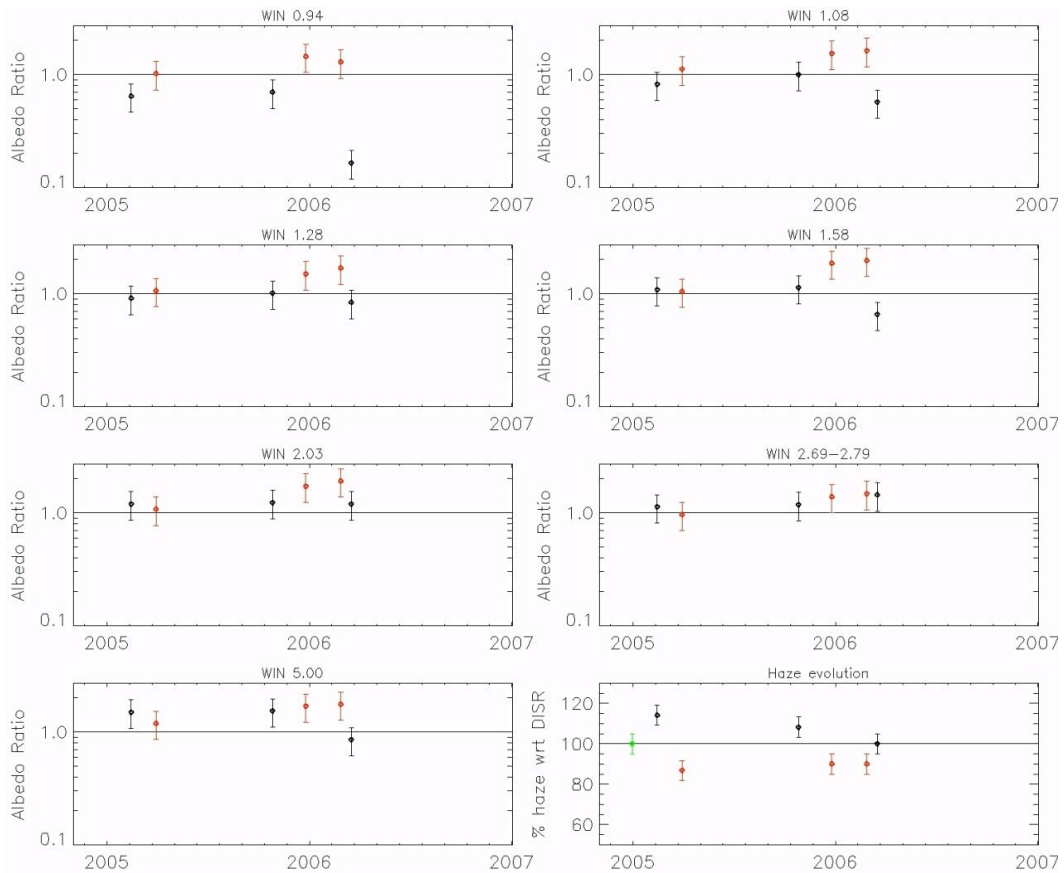 WIN 0.94
Albedo Ratio
1.0
0.1
2005 2006 2007
WIN 1.08
Albedo Ratio
1.0
0.1
2005 2006 2007
WIN 1.28
Albedo Ratio
1.0
0.1
2005 2006 2007
WIN 1.58
Albedo Ratio
1.0
0.1
2005 2006 2007
WIN 2.03
Albedo Ratio
1.0
0.1
2005 2006 2007
WIN 2.69-2.79
Albedo Ratio
1.0
0.1
2005 2006 2007
WIN 5.00
Albedo Ratio
1.0
0.1
2005 2006 2007
Haze evolution
% haze wrt DISR
120
100
80
60
2005 2006 2007